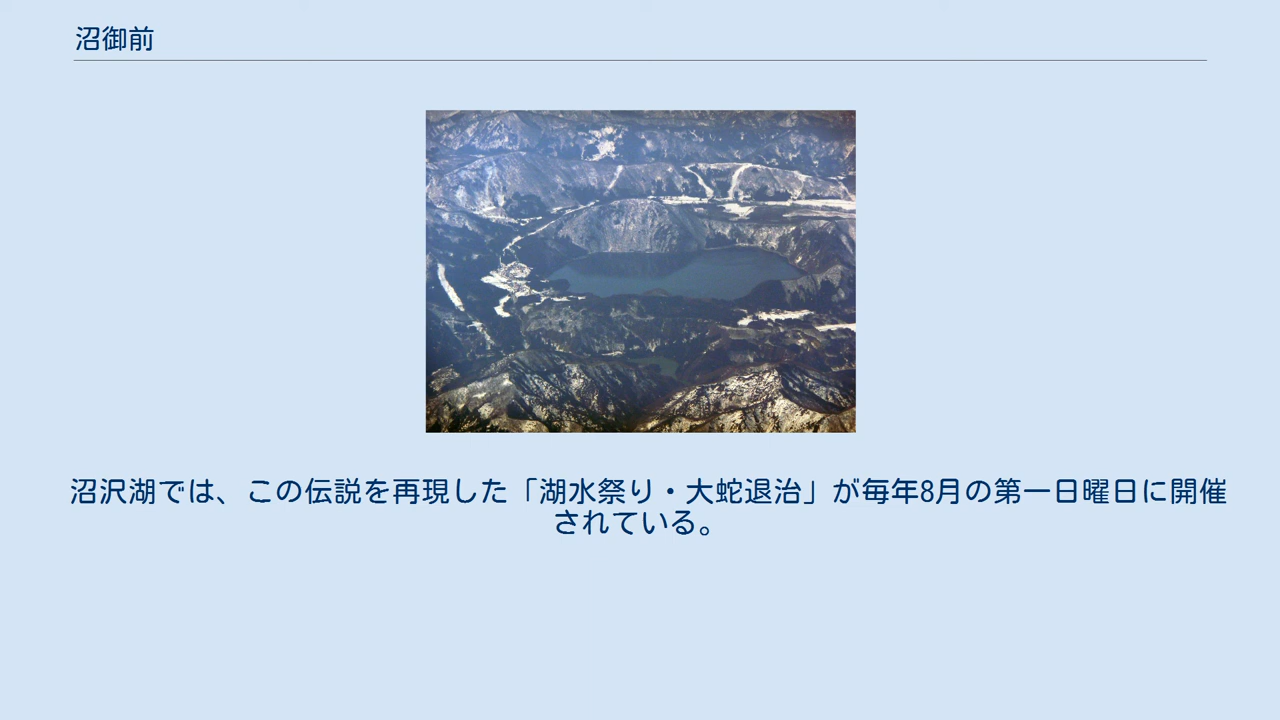 沼御前
沼沢湖では、この伝説を再現した「湖水祭り・大蛇退治」が毎年8月の第一日曜日に開催
されている。